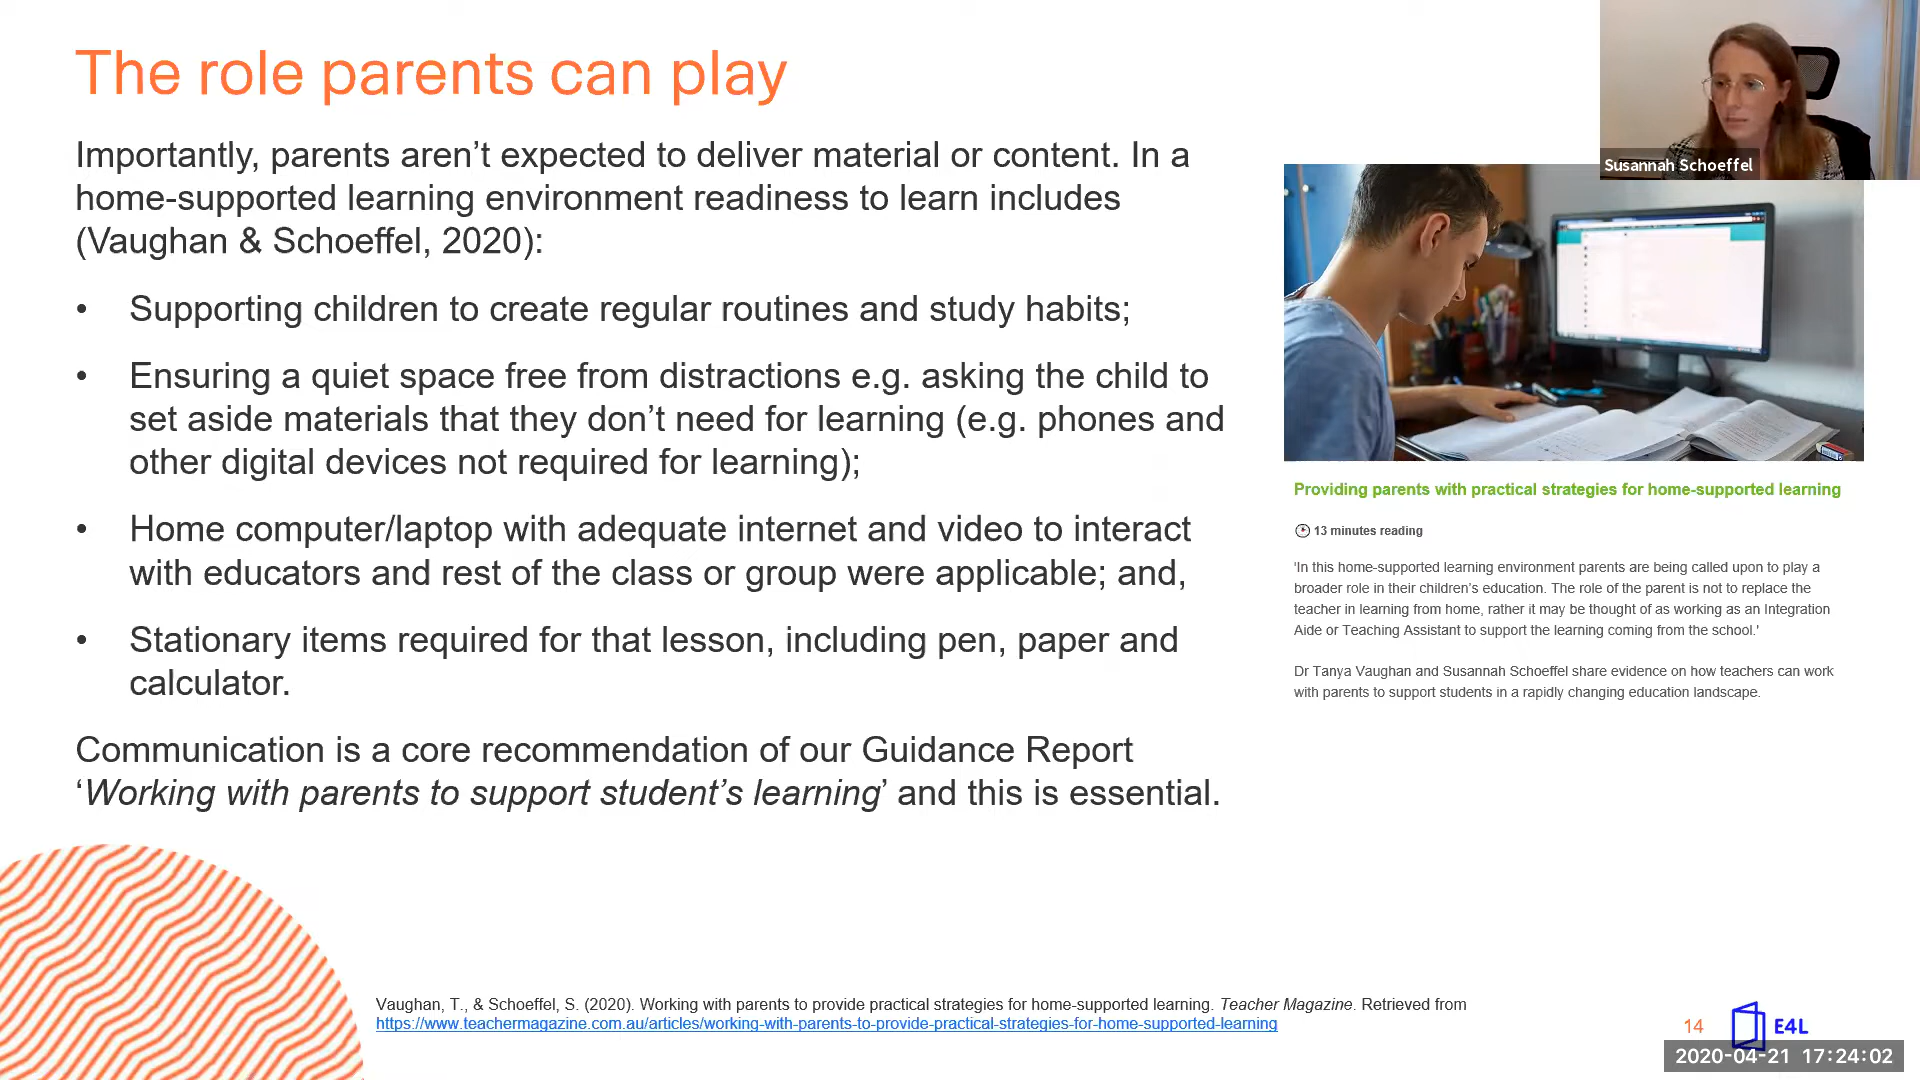 The role parents can play
Importantly, parents aren’t expected to deliver material or content. In a
home-supported learning environment readiness to learn includes
(Vaughan & Schoeffel, 2020):
• Supporting children to create regular routines and study habits;
• Ensuring a quiet space free from distractions e.g. asking the child to
set aside materials that they don’t need for learning (e.g. phones and
other digital devices not required for learning);
• Home computer/laptop with adequate internet and video to interact
with educators and rest of the class or group were applicable; and,
• Stationary items required for that lesson, including pen, paper and
calculator.
Communication is a core recommendation of our Guidance Report
‘Working with parents to support student’s learning’ and this is essential.
Susannah Schoeffel
Providing parents with practical strategies for home-supported learning
13 minutes reading
'In this home-supported learning environment parents are being called upon to play a
broader role in their children's education. The role of the parent is not to replace the
teacher in learning from home, rather it may be thought of as working as an Integration
Aide or Teaching Assistant to support the learning coming from the school.'
Dr Tanya Vaughan and Susannah Schoeffel share evidence on how teachers can work
with parents to support students in a rapidly changing education landscape.
Vaughan, T., & Schoeffel, S. (2020). Working with parents to provide practical strategies for home-supported learning. Teacher Magazine. Retrieved from
https://www.teachermagazine.com.au/articles/working-with-parents-to-provide-practical-strategies-for-home-supported-learning
14
E4L
2020-04-21 17:24:02